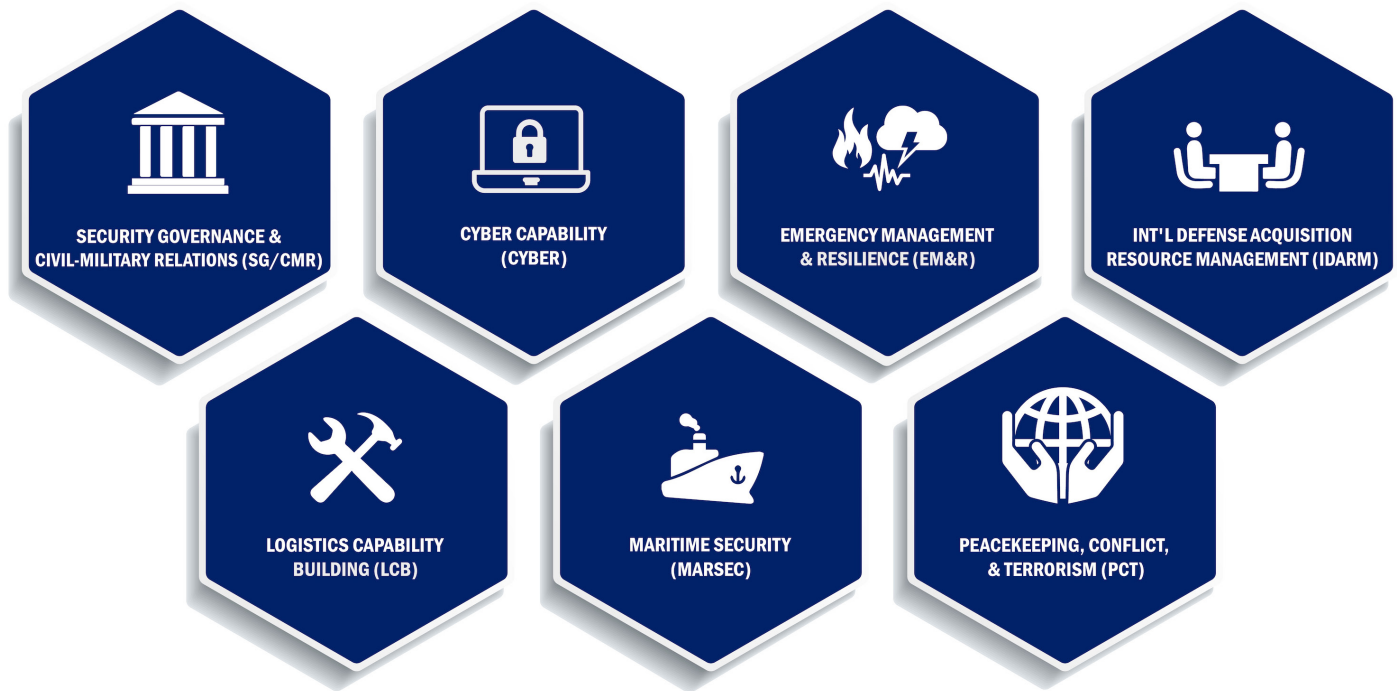 SECURITY GOVERNANCE &
CIVIL-MILITARY RELATIONS (SG/CMR)
CYBER CAPABILITY
(CYBER)
EMERGENCY MANAGEMENT
& RESILIENCE (EM&R)
INT'L DEFENSE ACQUISITION
RESOURCE MANAGEMENT (IDARM)
LOGISTICS CAPABILITY
BUILDING (LCB)
MARITIME SECURITY
(MARSEC)
PEACEKEEPING, CONFLICT,
& TERRORISM (PCT)